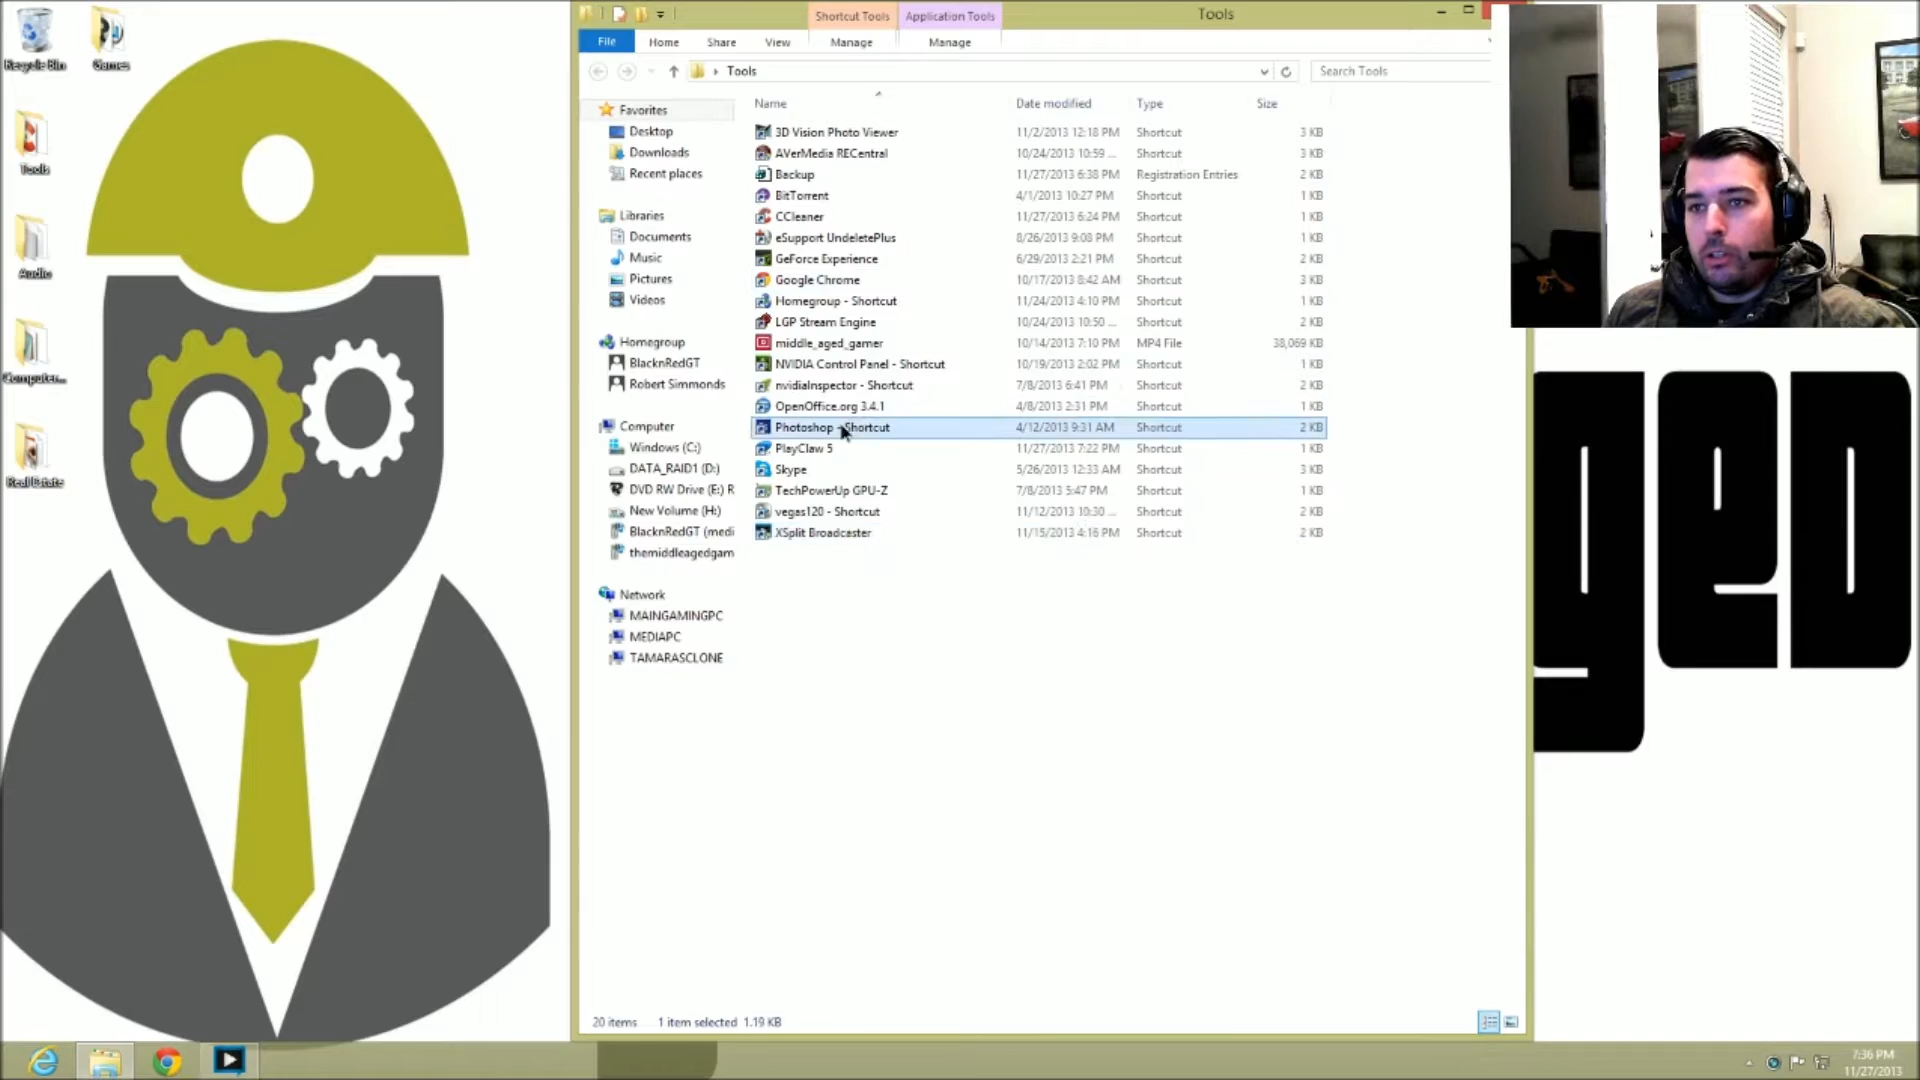 Recycle Bin
Games
Tools
Audio
Computer...
Real Estate
Shortcut Tools
Application Tools
Tools
File
Home
Share
View
Manage
Manage
Tools
Search Tools
Favorites
Desktop
Downloads
Recent places
Libraries
Documents
Music
Pictures
Videos
Homegroup
BlacknRedGT
Robert Simmonds
Computer
Windows (C:)
DATA_RAID1 (D:)
DVD RW Drive (E:) R
New Volume (H:)
BlacknRedGT (medi
themiddleagedgam
Network
MAINGAMINGPC
MEDIAPC
TAMARASCLONE
Name Date modified Type Size
3D Vision Photo Viewer 11/2/2013 12:18 PM Shortcut 3 KB
AVerMedia RECentral 10/24/2013 10:59 ... Shortcut 3 KB
Backup 11/27/2013 6:38 PM Registration Entries 2 KB
BitTorrent 4/1/2013 10:27 PM Shortcut 1 KB
CCleaner 11/27/2013 6:24 PM Shortcut 1 KB
eSupport UndeletePlus 8/26/2013 9:08 PM Shortcut 1 KB
GeForce Experience 6/29/2013 2:21 PM Shortcut 2 KB
Google Chrome 10/17/2013 8:42 AM Shortcut 3 KB
Homegroup - Shortcut 11/24/2013 4:10 PM Shortcut 1 KB
LGP Stream Engine 10/24/2013 10:50 ... Shortcut 2 KB
middle_aged_gamer 10/14/2013 7:10 PM MP4 File 38,069 KB
NVIDIA Control Panel - Shortcut 10/19/2013 2:02 PM Shortcut 1 KB
nvidiaInspector - Shortcut 7/8/2013 6:41 PM Shortcut 2 KB
OpenOffice.org 3.4.1 4/8/2013 2:31 PM Shortcut 1 KB
Photoshop - Shortcut 4/12/2013 9:31 AM Shortcut 2 KB
PlayClaw 5 11/27/2013 7:22 PM Shortcut 1 KB
Skype 5/26/2013 12:33 AM Shortcut 3 KB
TechPowerUp GPU-Z 7/8/2013 5:47 PM Shortcut 1 KB
vegas120 - Shortcut 11/12/2013 10:30 ... Shortcut 2 KB
XSplit Broadcaster 11/15/2013 4:16 PM Shortcut 2 KB
geD
20 items 1 item selected 1.19 KB
7:36 PM
11/27/2013